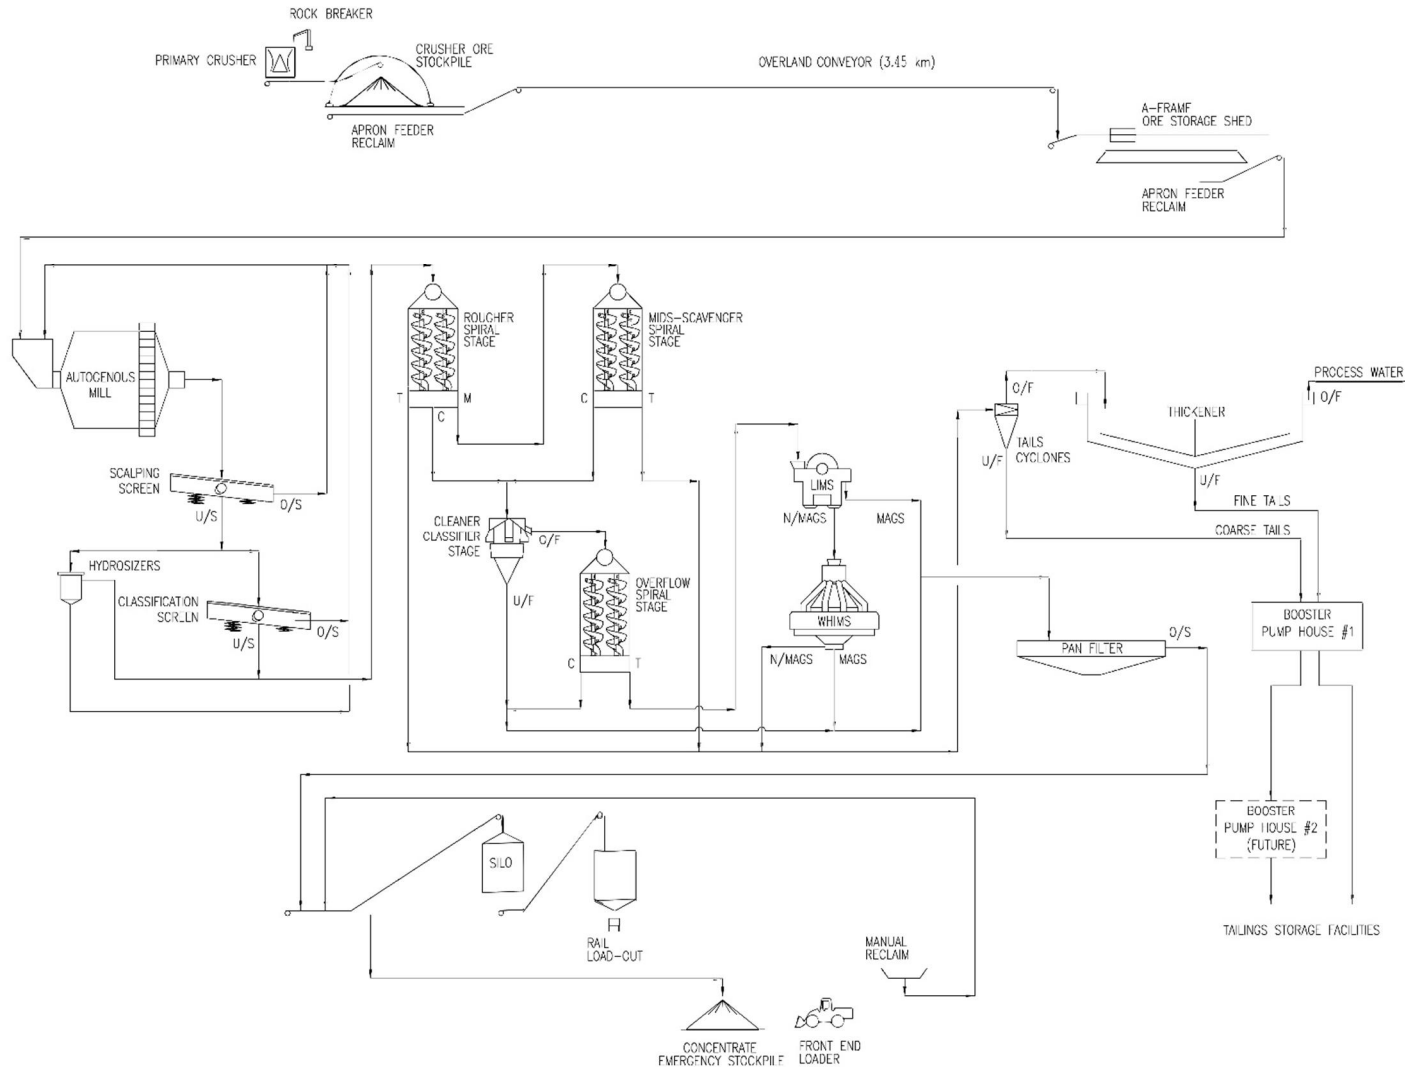 ROCK BREAKER
PRIMARY CRUSHER
CRUSHER ORE
STOCKPILE
OVERLAND CONVEYOR (3.45 km)
APRON FEEDER
RECLAIM
A-FRAME
ORE STORAGE SHED
APRON FEEDER
RECLAIM
ROUGHER
SPIRAL
STAGE
T
M
C
MIDS-SCAVENGER
SPIRAL
STAGE
C
T
AUTOGENOUS
MILL
PROCESS WATER
O/F
O/F
THICKENER
TAILS
CYCLONES
U/F
U/F
FINE TAILS
COARSE TAILS
SCALPING
SCREEN
O/S
U/S
LIMS
N/MAGS
MAGS
CLEANER
CLASSIFIER
STAGE
O/F
U/F
HYDROSIZERS
CLASSIFICATION
SCREEN
O/S
U/S
OVERFLOW
SPIRAL
STAGE
C
T
WHIMS
N/MAGS
MAGS
PAN FILTER
O/S
BOOSTER
PUMP HOUSE #1
BOOSTER
PUMP HOUSE #2
(FUTURE)
TAILINGS STORAGE FACILITIES
SILO
RAIL
LOAD-OUT
MANUAL
RECLAIM
CONCENTRATE
EMERGENCY STOCKPILE
FRONT END
LOADER